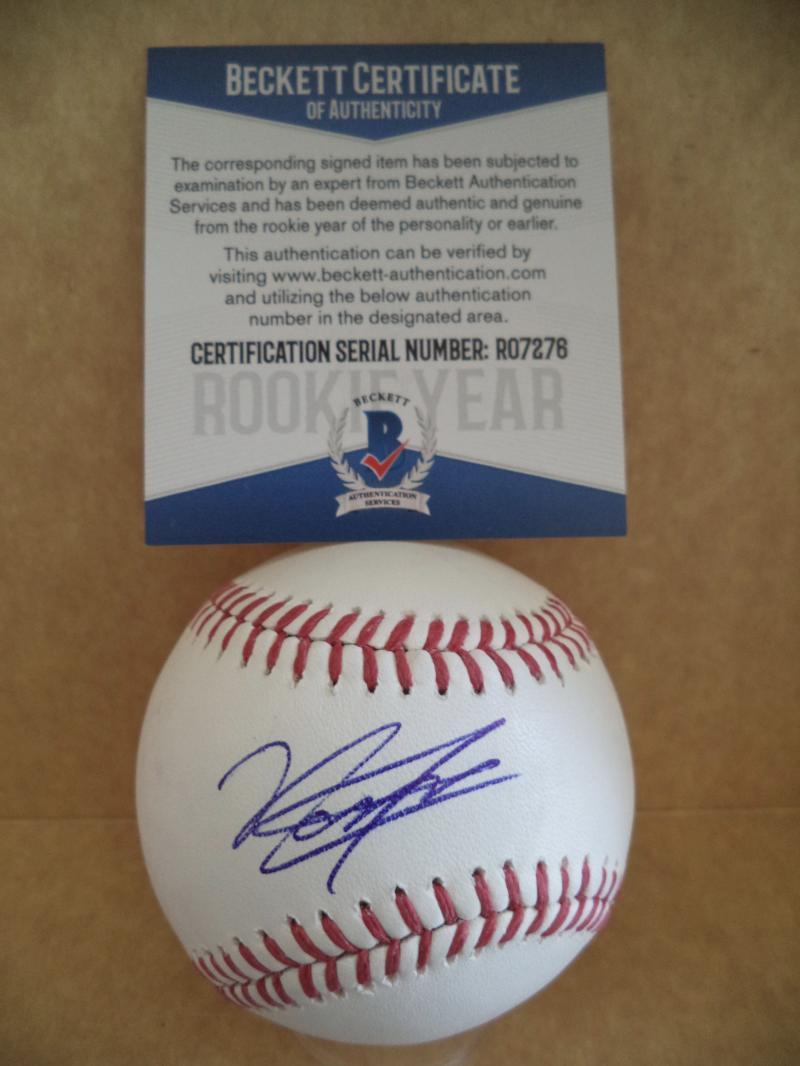 BECKETT CERTIFICATE
OF AUTHENTICITY
The corresponding signed item has been subjected to
examination by an expert from Beckett Authentication
Services and has been deemed authentic and genuine
from the rookie year of the personality or earlier.
This authentication can be verified by
visiting www.beckett-authentication.com
and utilizing the below authentication
number in the designated area.
CERTIFICATION SERIAL NUMBER: R07276
ROOKIE YEAR
BECKETT
B
AUTHENTICATION
SERVICES